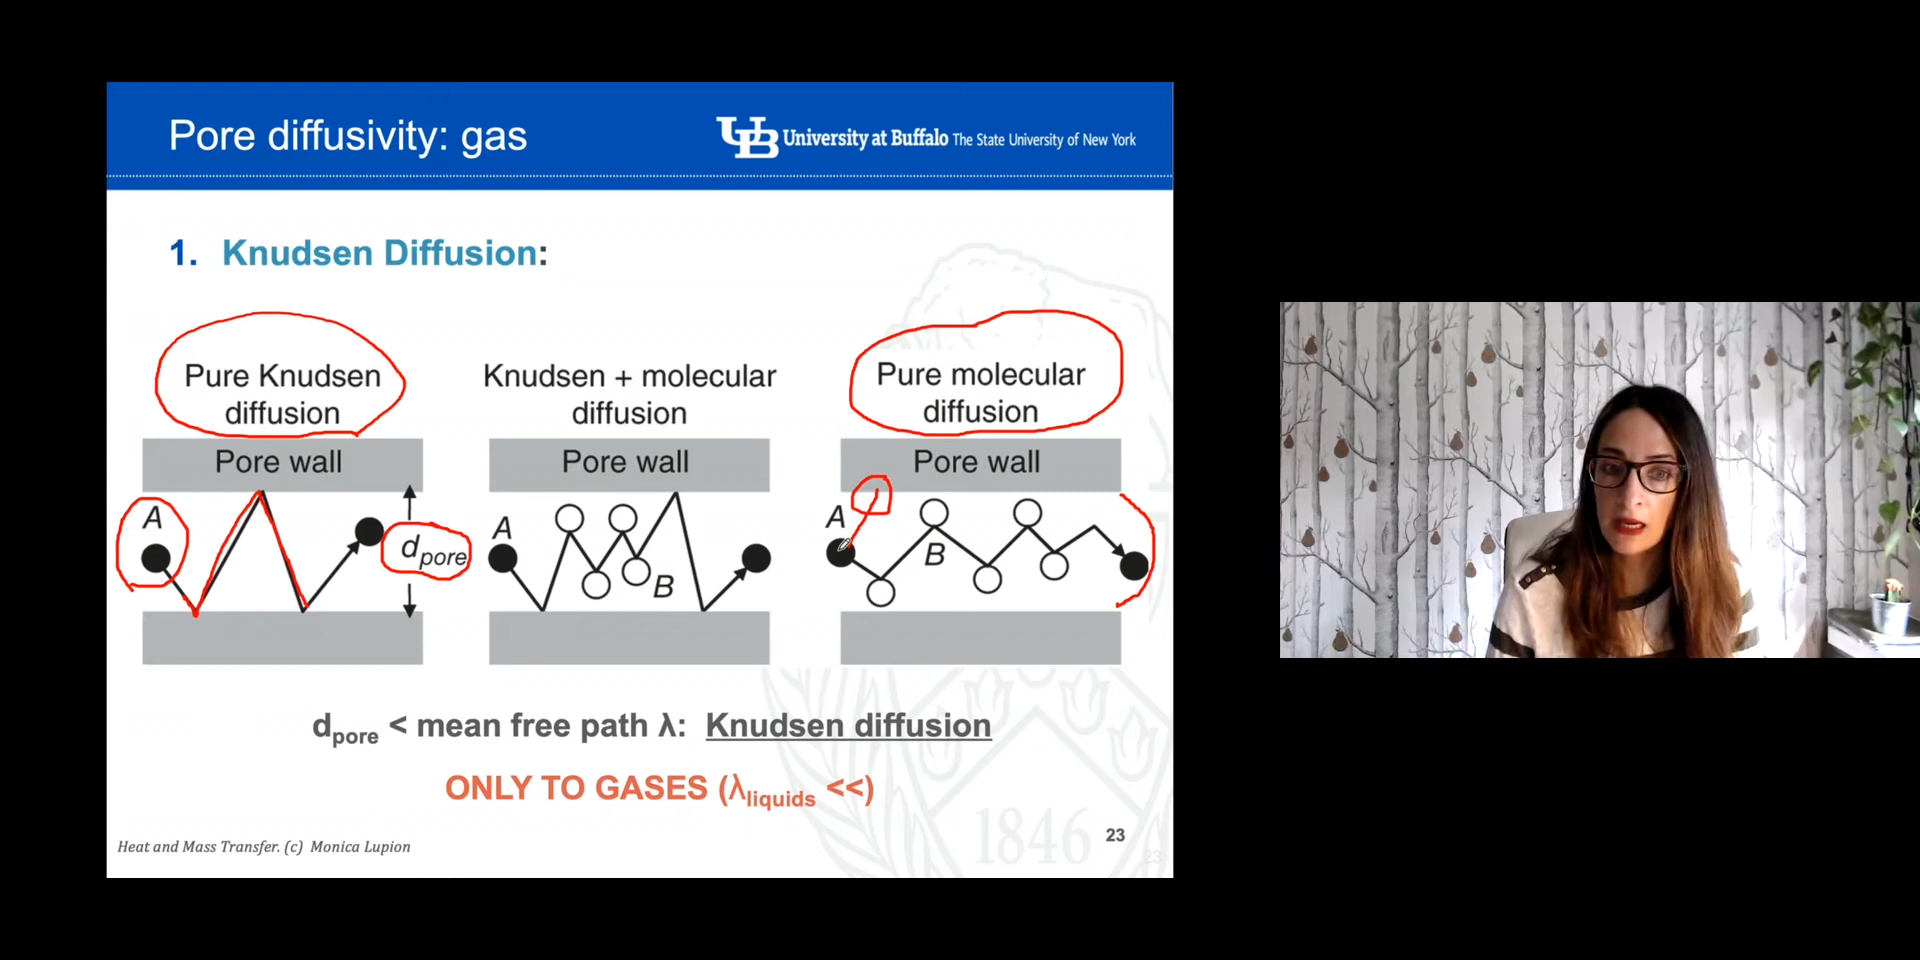 Pore diffusivity: gas
UB University at Buffalo The State University of New York
1. Knudsen Diffusion:
Pure Knudsen
diffusion
Pore wall
A
dpore
Knudsen + molecular
diffusion
Pore wall
A
B
Pure molecular
diffusion
Pore wall
A
B
dpore < mean free path λ: Knudsen diffusion
ONLY TO GASES (λliquids <<)
1846
23
23
Heat and Mass Transfer. (c) Monica Lupion